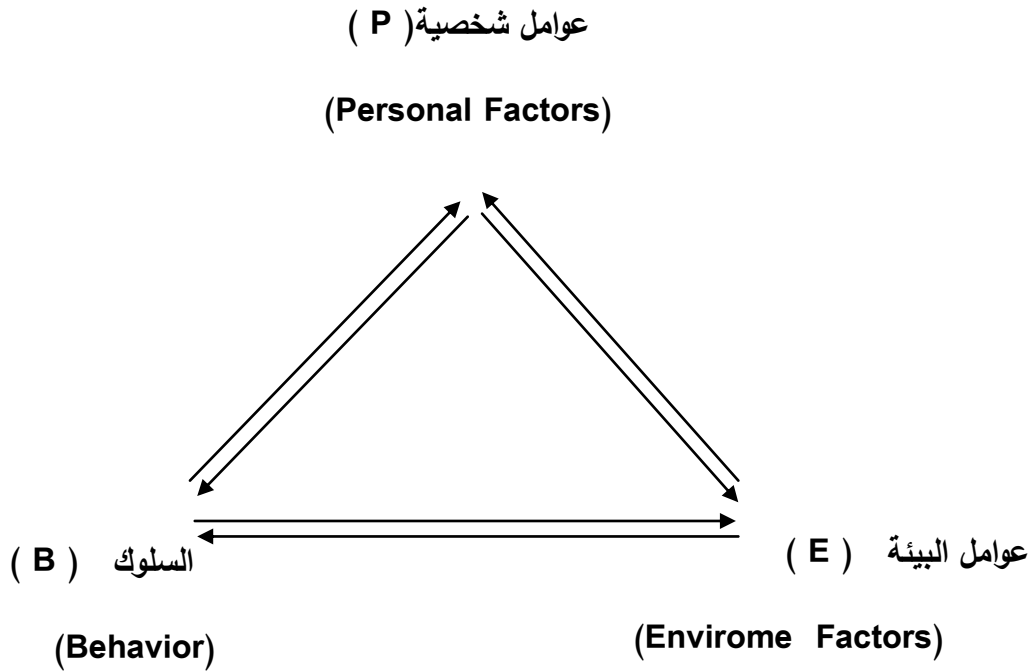 عوامل شخصية( P )
(Personal Factors)
السلوك ( B )
(Behavior)
عوامل البيئة ( E )
(Envirome Factors)